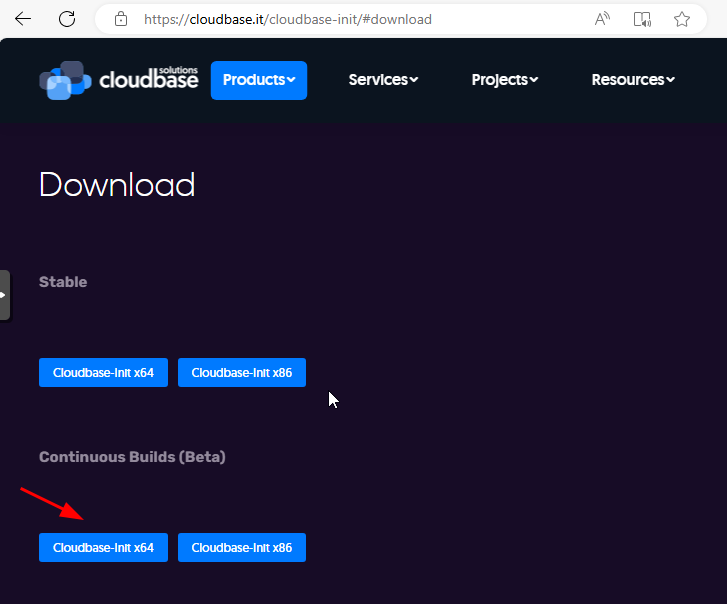 https://cloudbase.it/cloudbase-init/#download
cloudbase solutions
Products
Services
Projects
Resources
Download
Stable
Cloudbase-Init x64
Cloudbase-Init x86
Continuous Builds (Beta)
Cloudbase-Init x64
Cloudbase-Init x86